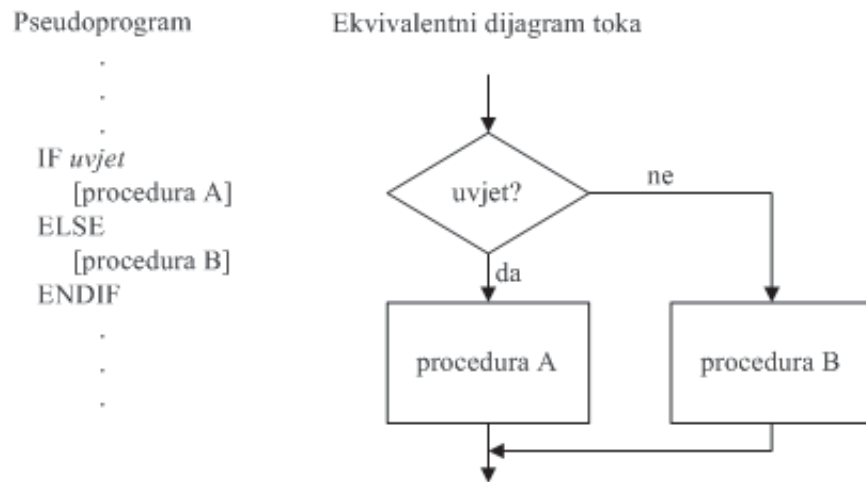 Pseudoprogram
.
.
.
IF uvjet
[procedura A]
ELSE
[procedura B]
ENDIF
.
.
.
Ekvivalentni dijagram toka
uvjet?
ne
da
procedura A
procedura B